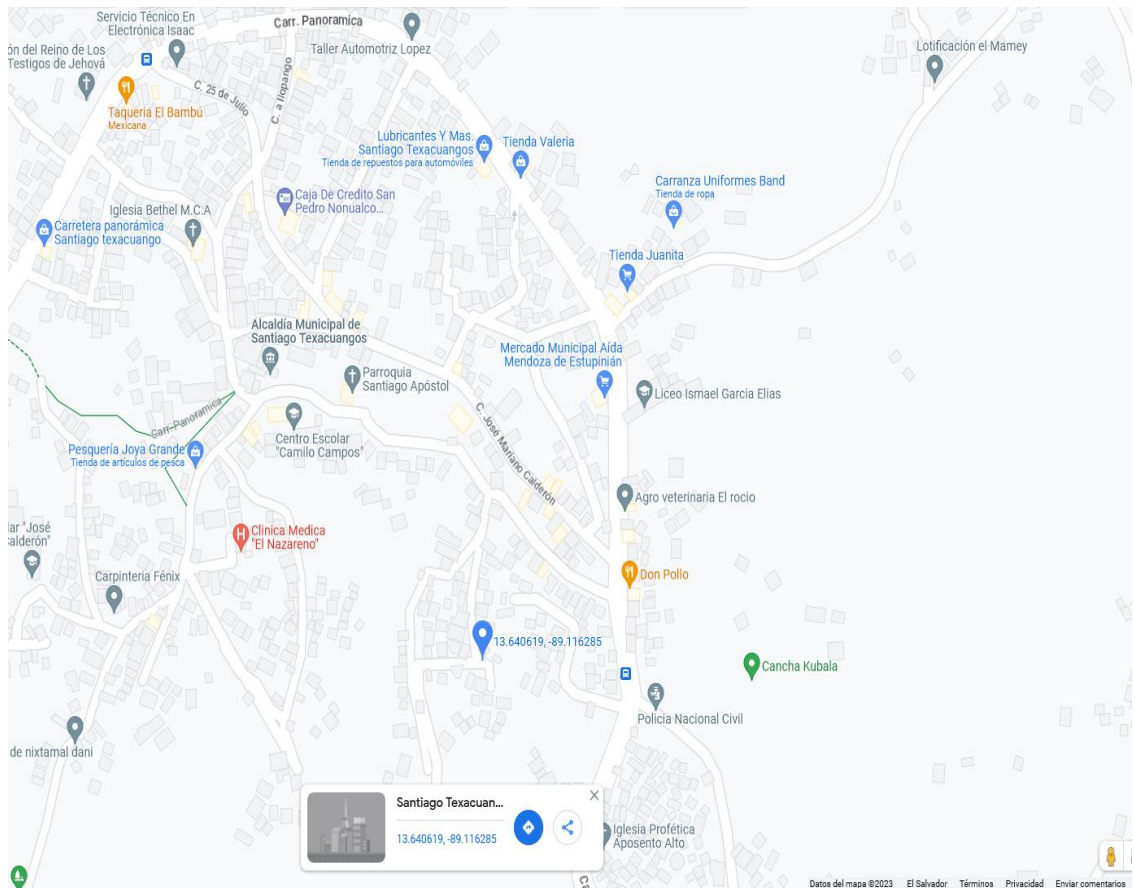 Servicio Técnico En
Electrónica Isaac
Carr. Panoramica
Taller Automotriz Lopez
Lotificación el Mamey
ón del Reino de Los
Testigos de Jehová
C. 25 de Julio
C. a Ilopango
Taqueria El Bambú
Mexicana
Lubricantes Y Mas.
Santiago Texacuangos
Tienda de repuestos para automóviles
Tienda Valeria
Carranza Uniformes Band
Tienda de ropa
Caja De Credito San
Pedro Nonualco...
Iglesia Bethel M.C.A
Carretera panorámica
Santiago texacuango
Tienda Juanita
Alcaldía Municipal de
Santiago Texacuangos
Mercado Municipal Aída
Mendoza de Estupinián
Parroquia
Santiago Apóstol
Liceo Ismael Garcia Elias
Carr. Panoramica
C. José Mariano Calderón
Centro Escolar
"Camilo Campos"
Pesquería Joya Grande
Tienda de artículos de pesca
Agro veterinaria El rocio
lar "José
Calderón"
Clinica Medica
"El Nazareno"
Carpinteria Fénix
Don Pollo
13.640619, -89.116285
Cancha Kubala
Policia Nacional Civil
de nixtamal dani
Santiago Texacuan...
13.640619, -89.116285
Iglesia Profética
Aposento Alto
Ca
Datos del mapa ©2023 El Salvador Términos Privacidad Enviar comentarios